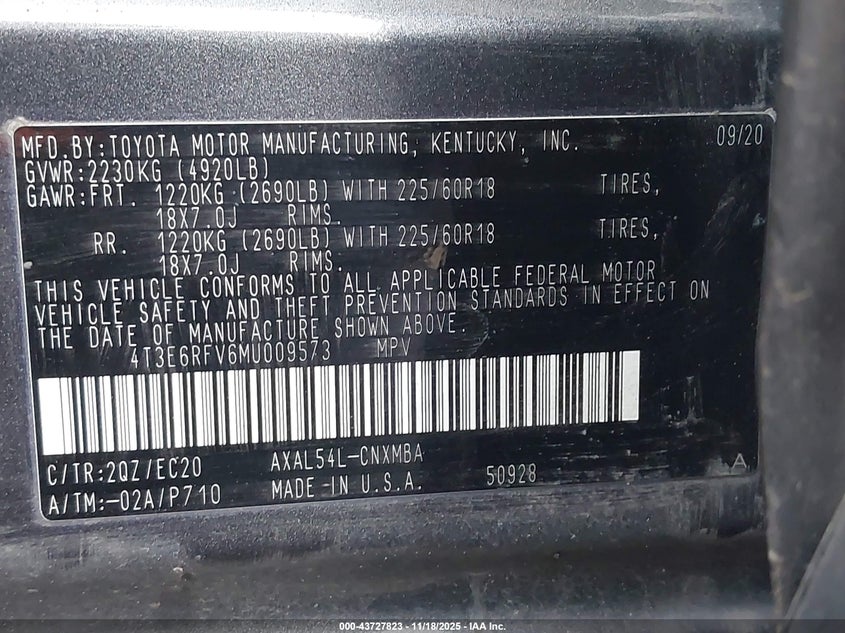 MFD.BY:TOYOTA MOTOR MANUFACTURING, KENTUCKY, INC. 09/20
GVWR:2230KG (4920LB)
GAWR:FRT. 1220KG (2690LB) WITH 225/60R18 TIRES,
18X7.0J RIMS.
RR. 1220KG (2690LB) WITH 225/60R18 TIRES,
18X7.0J RIMS.
THIS VEHICLE CONFORMS TO ALL APPLICABLE FEDERAL MOTOR
VEHICLE SAFETY AND THEFT PREVENTION STANDARDS IN EFFECT ON
THE DATE OF MANUFACTURE SHOWN ABOVE.
4T3E6RFV6MU009573 MPV
C/TR:2QZ/EC20 AXAL54L-CNXMBA A
A/TM:-02A/P710 MADE IN U.S.A. 50928
000-43727823 - 11/18/2025 - IAA Inc.